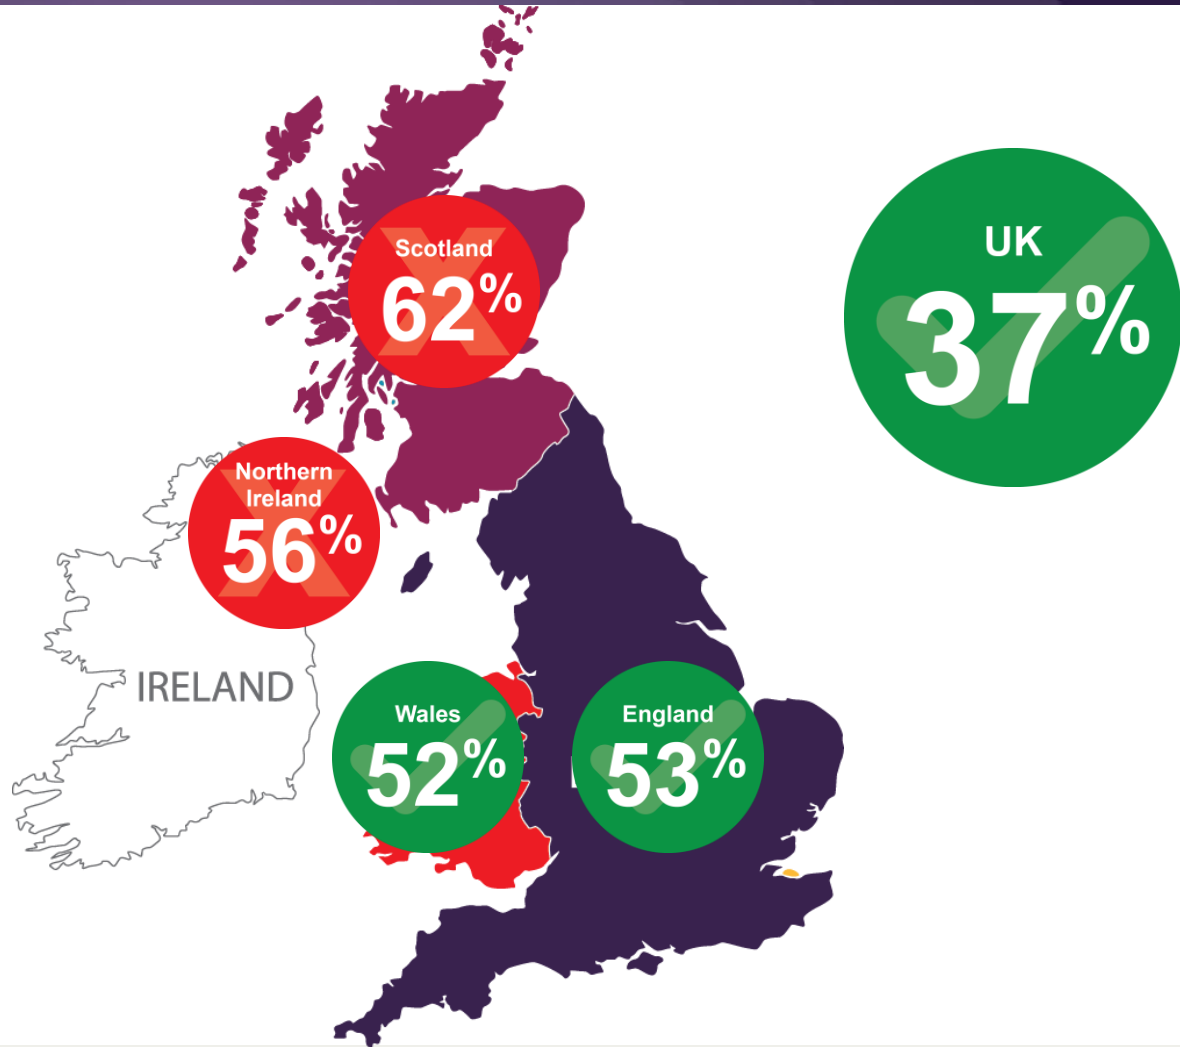 Scotland
62%
UK
37%
Northern
Ireland
56%
IRELAND
Wales
52%
England
53%